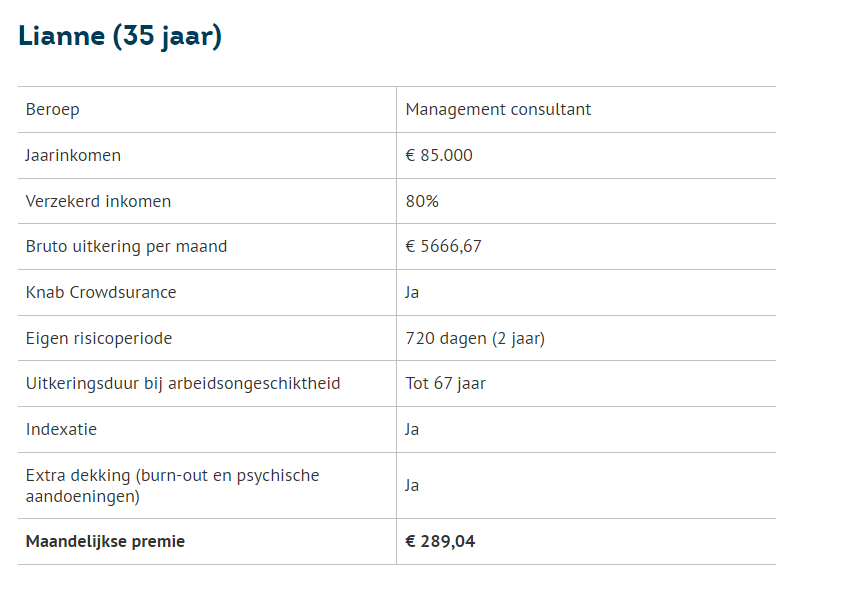 Lianne (35 jaar)
Beroep Management consultant
Jaarinkomen € 85.000
Verzekerd inkomen 80%
Bruto uitkering per maand € 5666,67
Knab Crowdsurance Ja
Eigen risicoperiode 720 dagen (2 jaar)
Uitkeringsduur bij arbeidsongeschiktheid Tot 67 jaar
Indexatie Ja
Extra dekking (burn-out en psychische
aandoeningen) Ja
Maandelijkse premie € 289,04